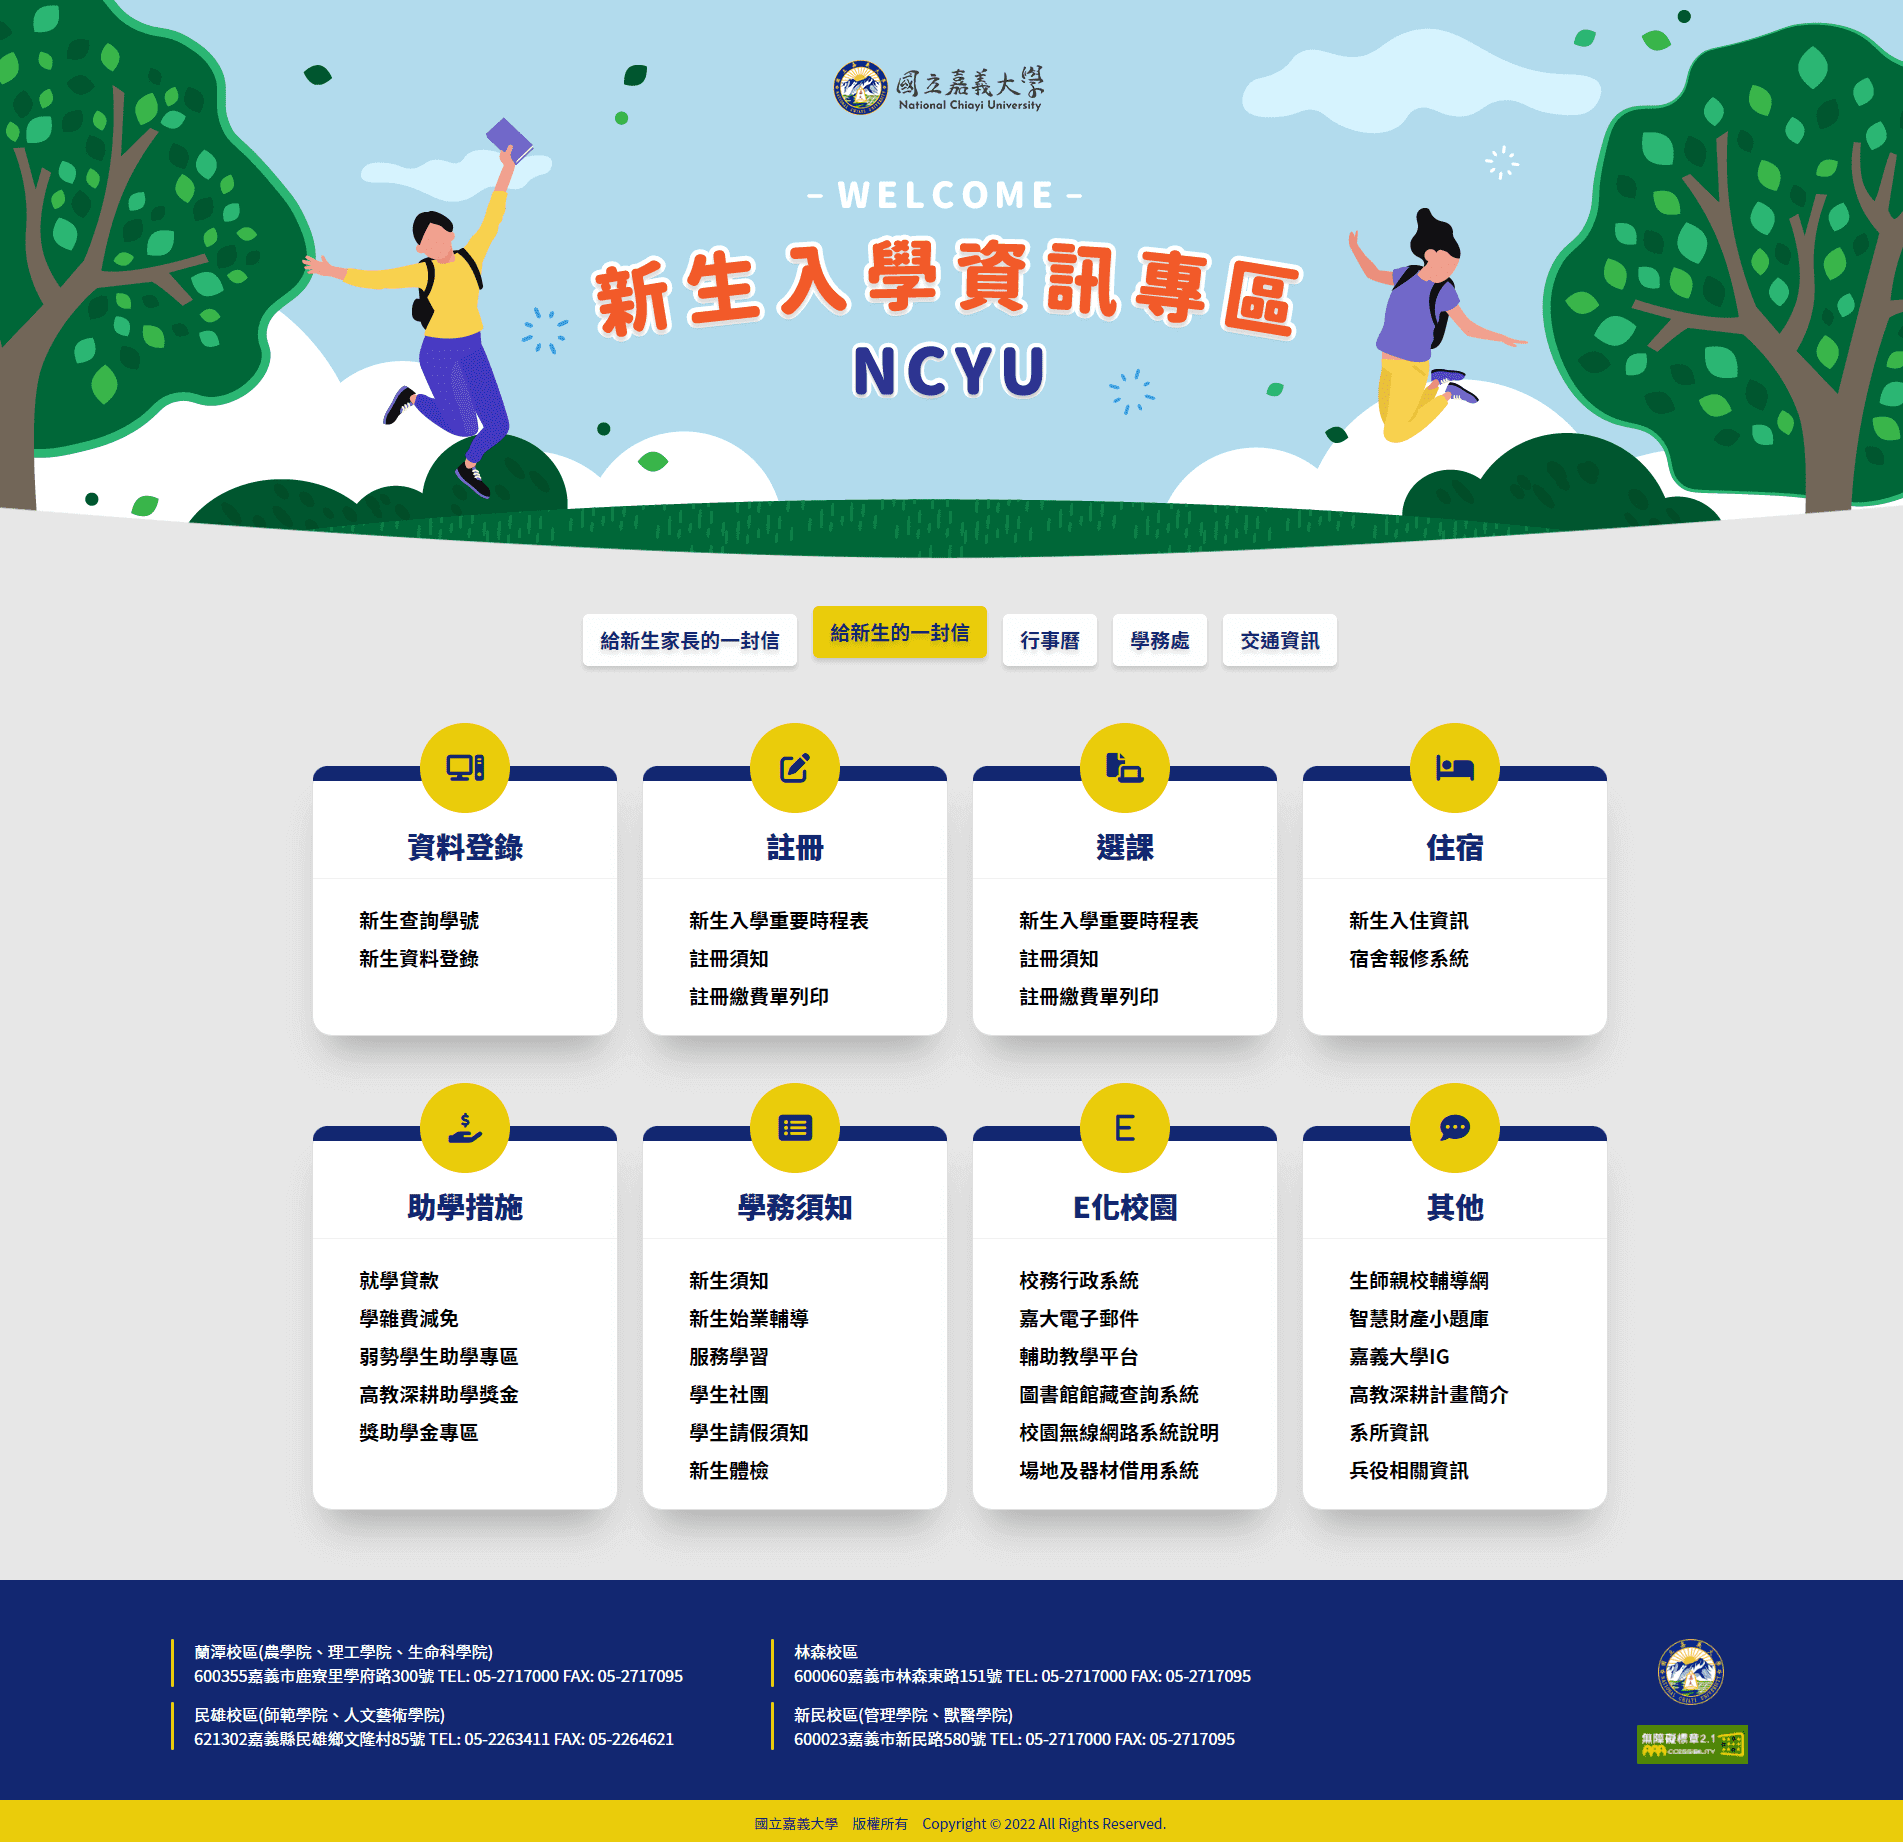 國立嘉義大學
National Chiayi University
WELCOME
新生入學資訊專區
NCYU
給新生家長的一封信
給新生的一封信
行事曆
學務處
交通資訊
資料登錄
新生查詢學號
新生資料登錄
註冊
新生入學重要時程表
註冊須知
註冊繳費單列印
選課
新生入學重要時程表
註冊須知
註冊繳費單列印
住宿
新生入住資訊
宿舍報修系統
助學措施
就學貸款
學雜費減免
弱勢學生助學專區
高教深耕助學獎金
獎助學金專區
學務須知
新生須知
新生始業輔導
服務學習
學生社團
學生請假須知
新生體檢
E
E化校園
校務行政系統
嘉大電子郵件
輔助教學平台
圖書館館藏查詢系統
校園無線網路系統說明
場地及器材借用系統
其他
生師親校輔導網
智慧財產小題庫
嘉義大學IG
高教深耕計畫簡介
系所資訊
兵役相關資訊
蘭潭校區(農學院、理工學院、生命科學院)
600355嘉義市鹿寮里學府路300號 TEL: 05-2717000 FAX: 05-2717095
民雄校區(師範學院、人文藝術學院)
621302嘉義縣民雄鄉文隆村85號 TEL: 05-2263411 FAX: 05-2264621
林森校區
600060嘉義市林森東路151號 TEL: 05-2717000 FAX: 05-2717095
新民校區(管理學院、獸醫學院)
600023嘉義市新民路580號 TEL: 05-2717000 FAX: 05-2717095
無障礙標章2.1
國立嘉義大學 版權所有 Copyright © 2022 All Rights Reserved.